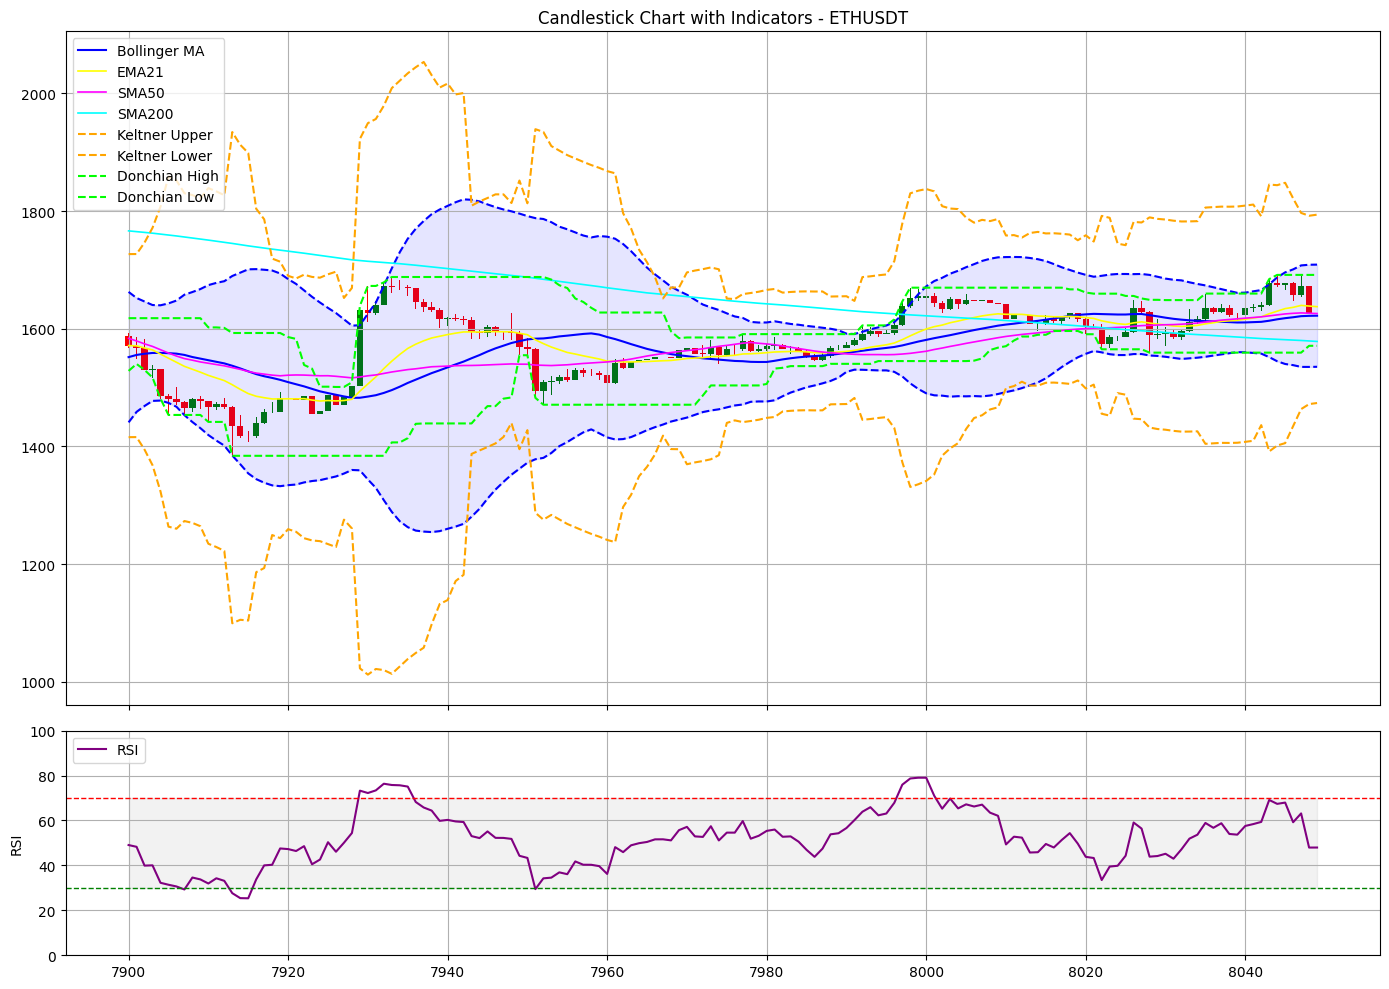 Candlestick Chart with Indicators - ETHUSDT
Bollinger MA
EMA21
SMA50
SMA200
Keltner Upper
Keltner Lower
Donchian High
Donchian Low
2000
1800
1600
1400
1200
1000
RSI
100
80
60
40
20
0
RSI
7900
7920
7940
7960
7980
8000
8020
8040